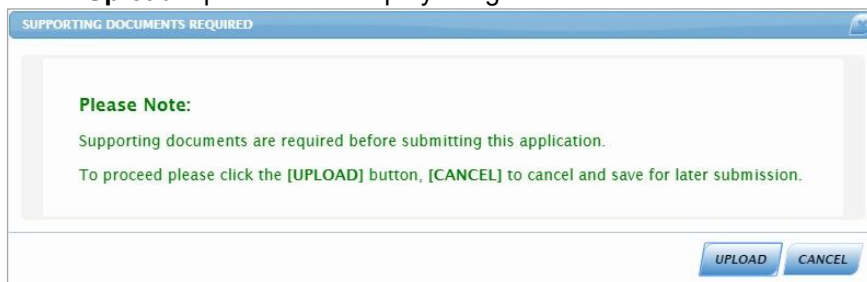 SUPPORTING DOCUMENTS REQUIRED
Please Note:
Supporting documents are required before submitting this application.
To proceed please click the [UPLOAD] button, [CANCEL] to cancel and save for later submission.
UPLOAD CANCEL